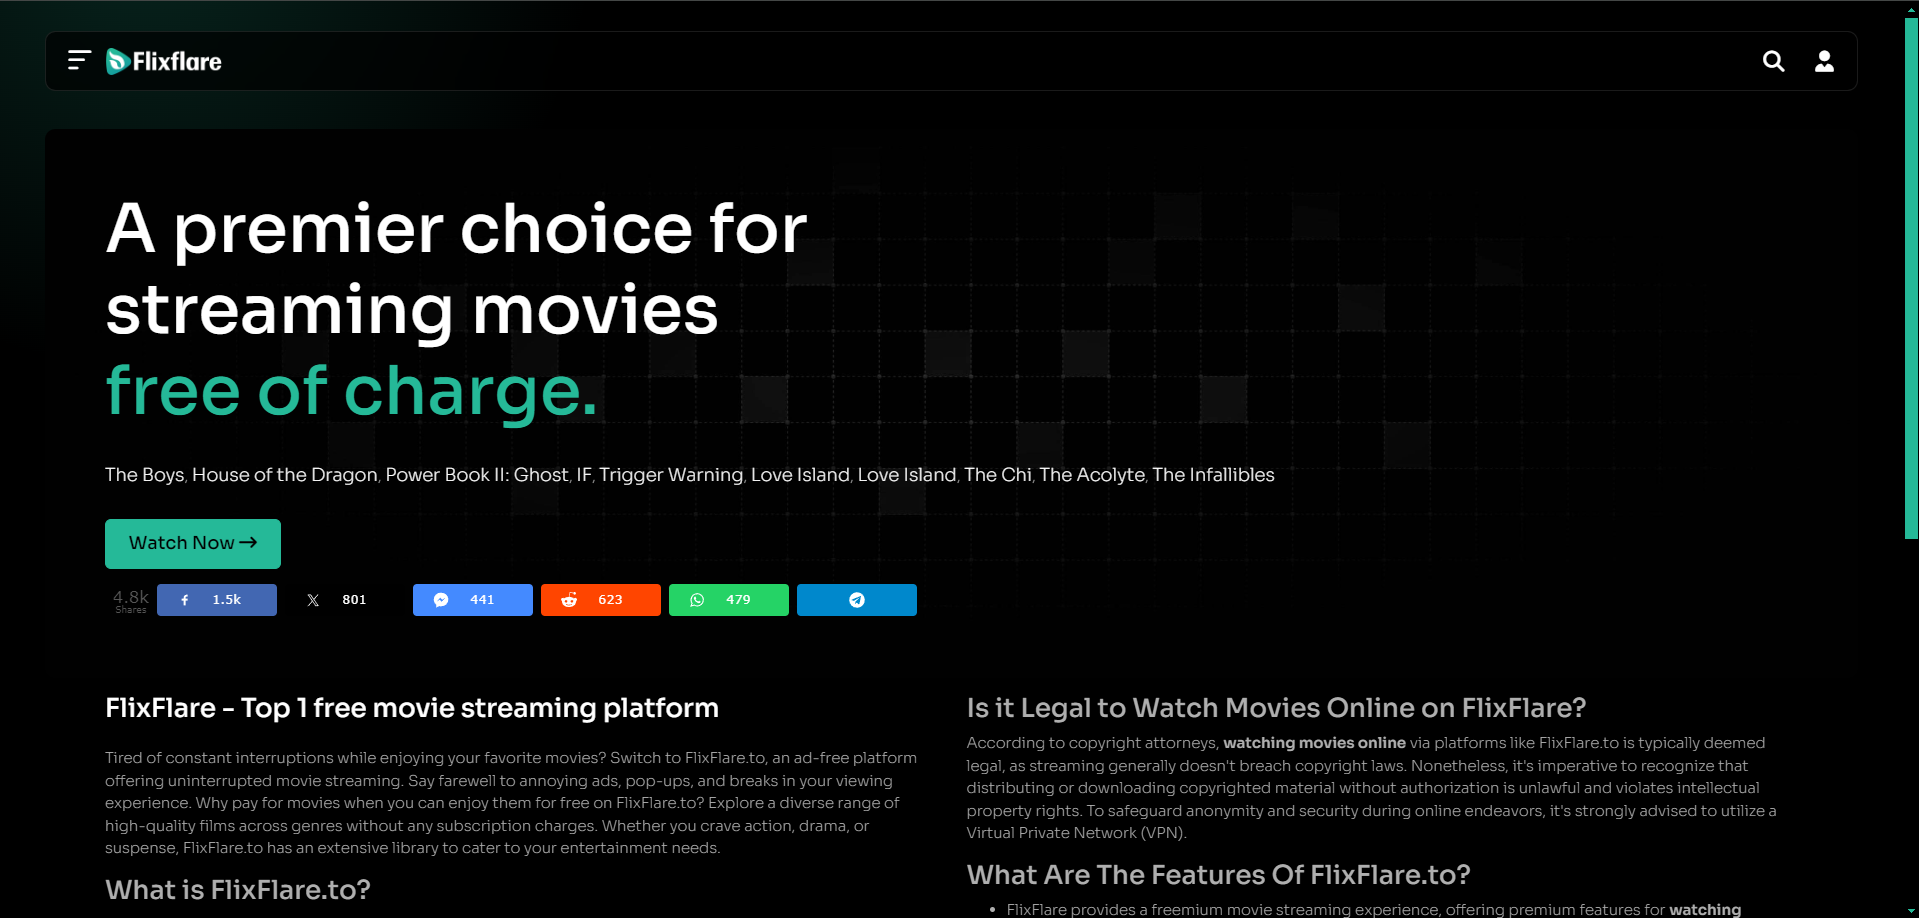 Flixflare
A premier choice for
streaming movies
free of charge.
The Boys, House of the Dragon, Power Book II: Ghost, IF, Trigger Warning, Love Island, Love Island, The Chi, The Acolyte, The Infallibles
Watch Now
4.8k
Shares
1.5k
801
441
623
479
FlixFlare - Top 1 free movie streaming platform
Tired of constant interruptions while enjoying your favorite movies? Switch to FlixFlare.to, an ad-free platform
offering uninterrupted movie streaming. Say farewell to annoying ads, pop-ups, and breaks in your viewing
experience. Why pay for movies when you can enjoy them for free on FlixFlare.to? Explore a diverse range of
high-quality films across genres without any subscription charges. Whether you crave action, drama, or
suspense, FlixFlare.to has an extensive library to cater to your entertainment needs.
What is FlixFlare.to?
Is it Legal to Watch Movies Online on FlixFlare?
According to copyright attorneys, watching movies online via platforms like FlixFlare.to is typically deemed
legal, as streaming generally doesn't breach copyright laws. Nonetheless, it's imperative to recognize that
distributing or downloading copyrighted material without authorization is unlawful and violates intellectual
property rights. To safeguard anonymity and security during online endeavors, it's strongly advised to utilize a
Virtual Private Network (VPN).
What Are The Features Of FlixFlare.to?
• FlixFlare provides a freemium movie streaming experience, offering premium features for watching